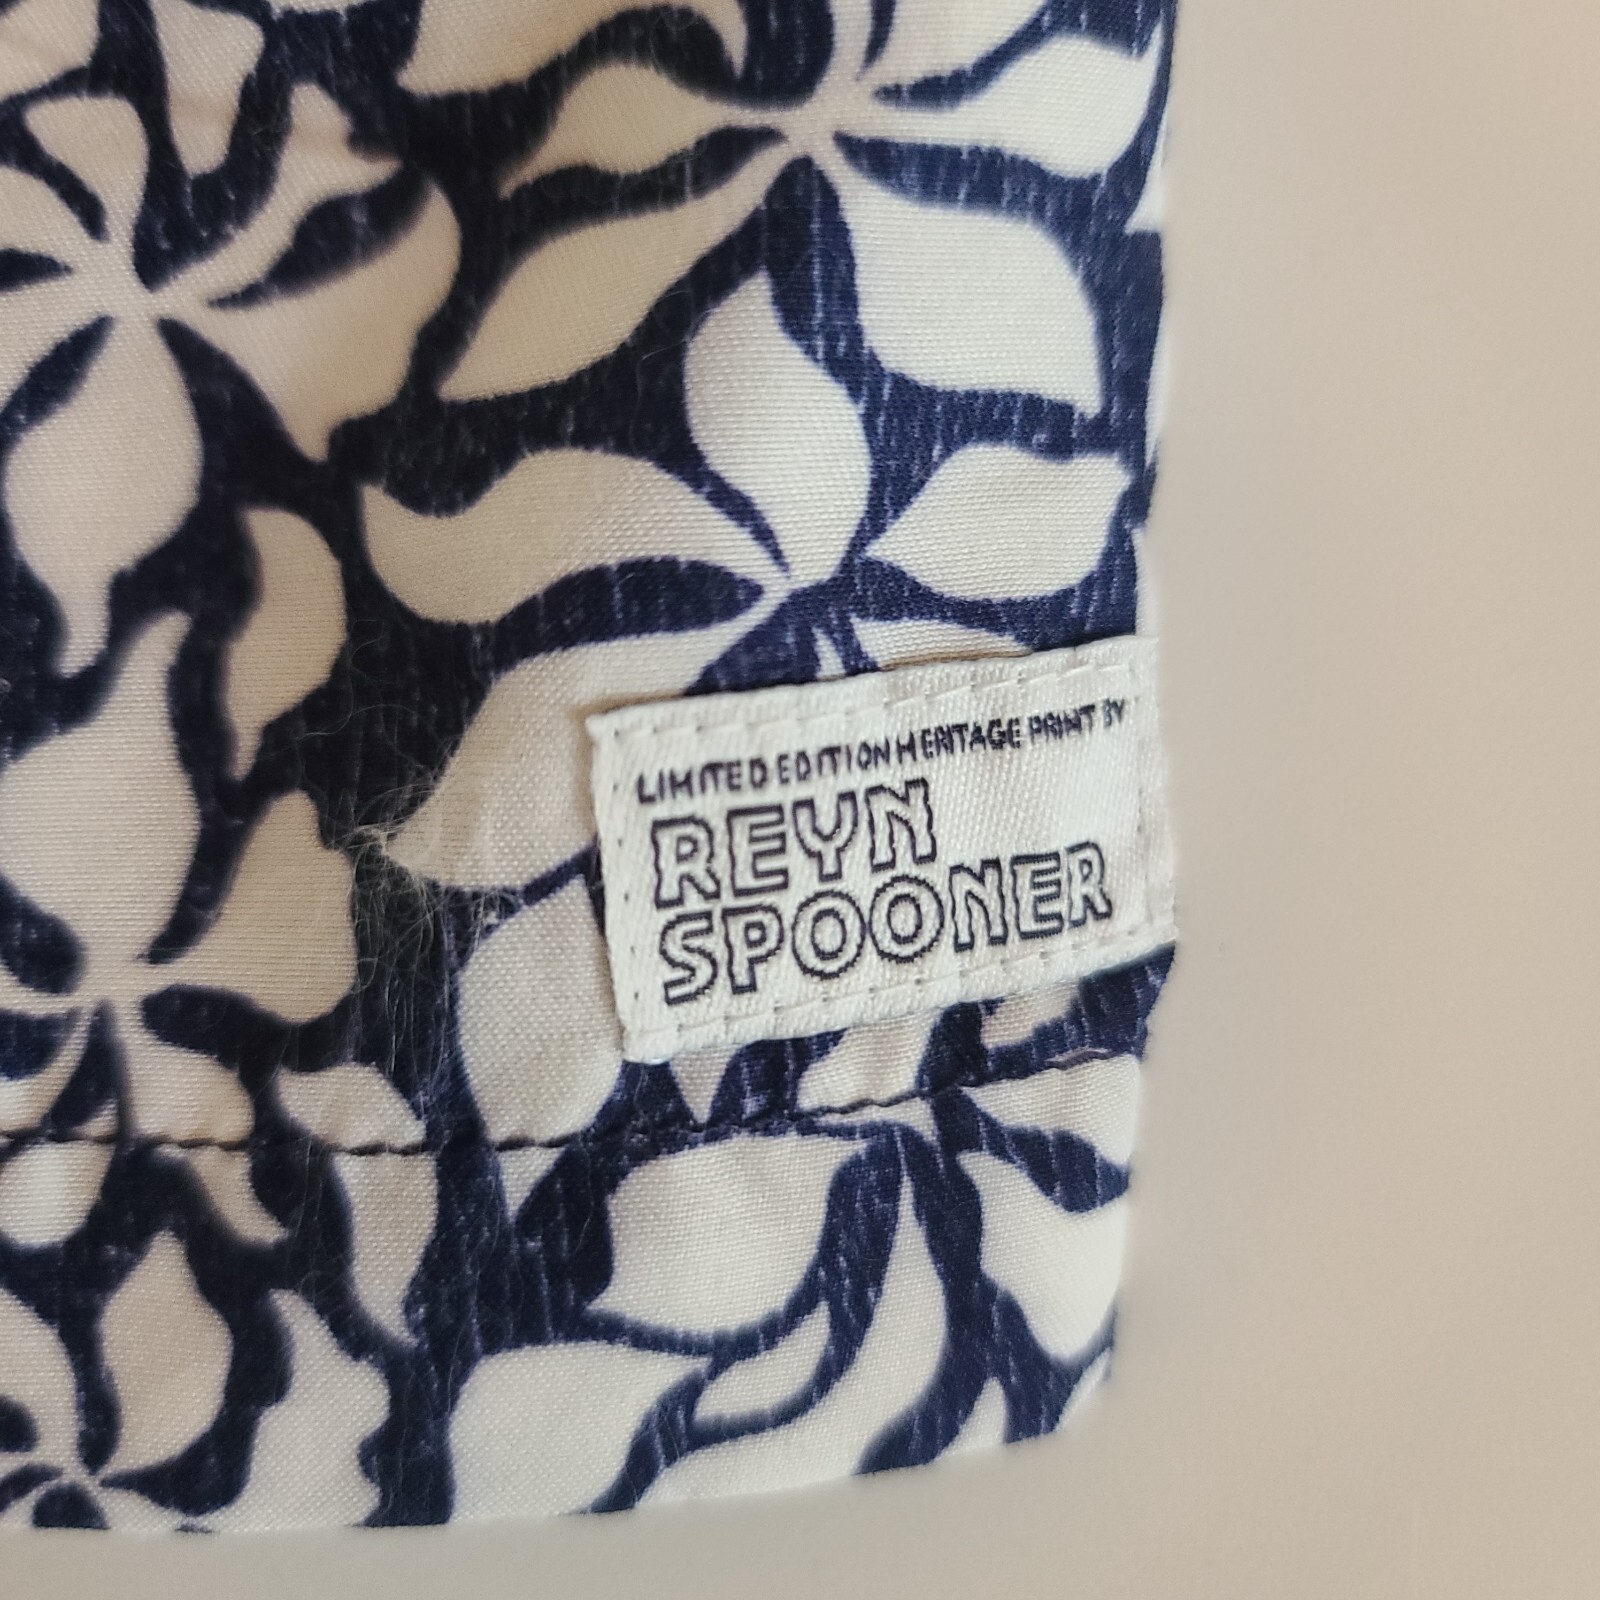 LIMITED EDITION HERITAGE PRINT BY
REYN
SPOONER